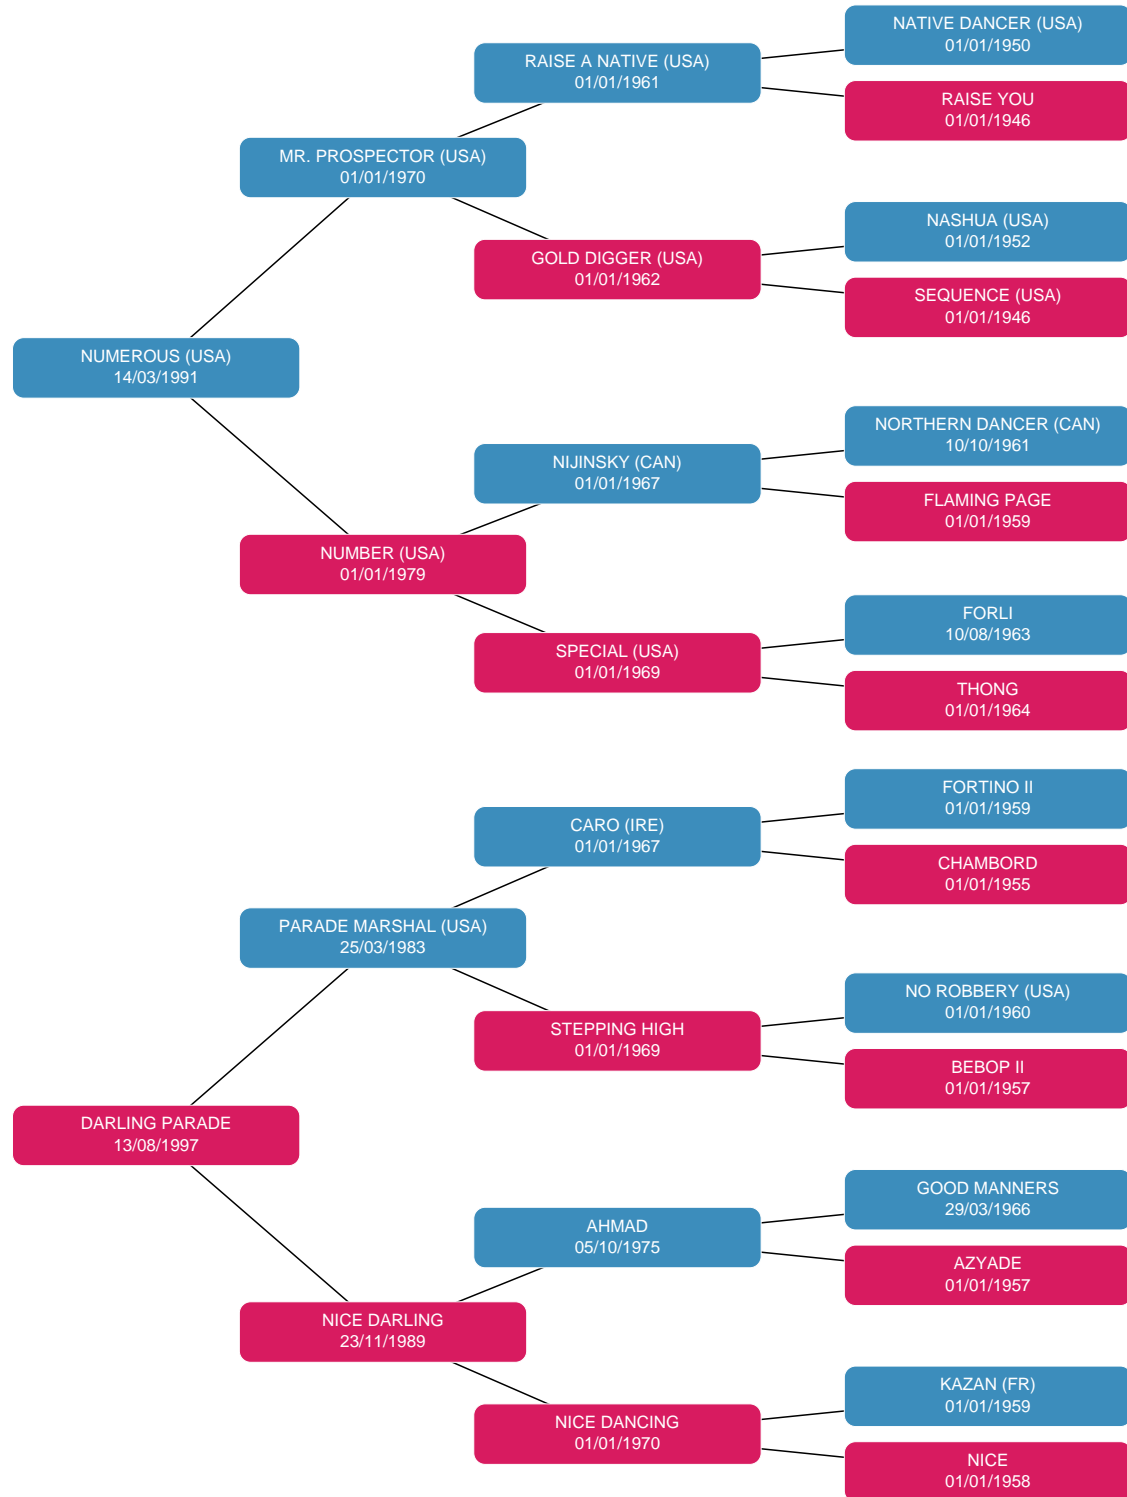 NATIVE DANCER (USA)
01/01/1950
RAISE A NATIVE (USA)
01/01/1961
RAISE YOU
01/01/1946
MR. PROSPECTOR (USA)
01/01/1970
NASHUA (USA)
01/01/1952
GOLD DIGGER (USA)
01/01/1962
SEQUENCE (USA)
01/01/1946
NUMEROUS (USA)
14/03/1991
NORTHERN DANCER (CAN)
10/10/1961
NIJINSKY (CAN)
01/01/1967
FLAMING PAGE
01/01/1959
NUMBER (USA)
01/01/1979
FORLI
10/08/1963
SPECIAL (USA)
01/01/1969
THONG
01/01/1964
FORTINO II
01/01/1959
CARO (IRE)
01/01/1967
CHAMBORD
01/01/1955
PARADE MARSHAL (USA)
25/03/1983
NO ROBBERY (USA)
01/01/1960
STEPPING HIGH
01/01/1969
BEBOP II
01/01/1957
DARLING PARADE
13/08/1997
GOOD MANNERS
29/03/1966
AHMAD
05/10/1975
AZYADE
01/01/1957
NICE DARLING
23/11/1989
KAZAN (FR)
01/01/1959
NICE DANCING
01/01/1970
NICE
01/01/1958